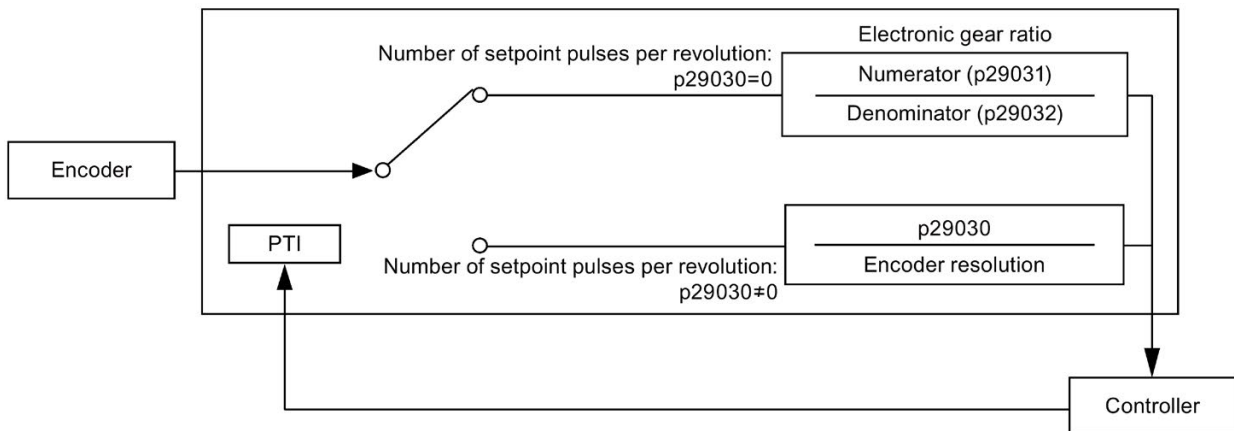 Electronic gear ratio
Number of setpoint pulses per revolution:
p29030=0
Numerator (p29031)
Denominator (p29032)
Encoder
PTI
Number of setpoint pulses per revolution:
p29030≠0
p29030
Encoder resolution
Controller